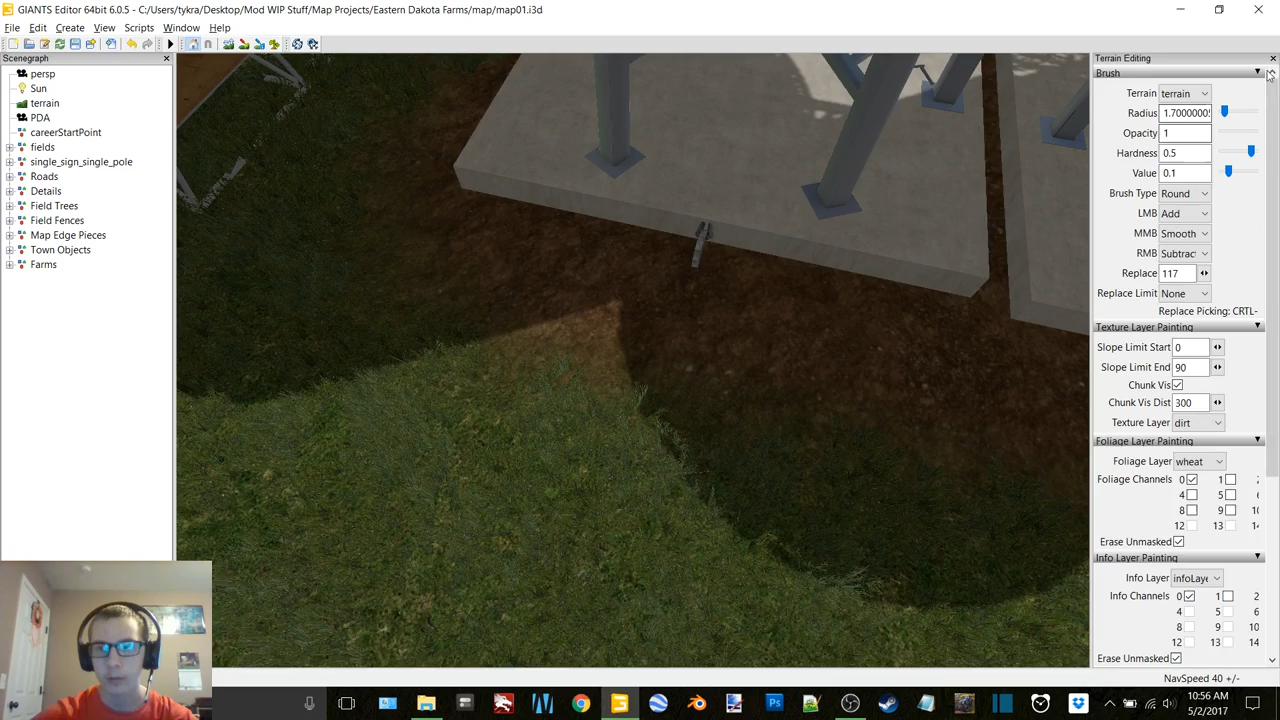 GIANTS Editor 64bit 6.0.5 - C:/Users/tykra/Desktop/Mod WIP Stuff/Map Projects/Eastern Dakota Farms/map/map01.i3d
File Edit Create View Scripts Window Help
Scenegraph
persp
Sun
terrain
PDA
careerStartPoint
fields
single_sign_single_pole
Roads
Details
Field Trees
Field Fences
Map Edge Pieces
Town Objects
Farms
Terrain Editing
Brush
Terrain terrain
Radius 1.7000000
Opacity 1
Hardness 0.5
Value 0.1
Brush Type Round
LMB Add
MMB Smooth
RMB Subtrac
Replace 117
Replace Limit None
Replace Picking: CRTL-
Texture Layer Painting
Slope Limit Start 0
Slope Limit End 90
Chunk Vis
Chunk Vis Dist 300
Texture Layer dirt
Foliage Layer Painting
Foliage Layer wheat
Foliage Channels 0 1 2
4 5 6
8 9 10
12 13 14
Erase Unmasked
Info Layer Painting
Info Layer infoLaye
Info Channels 0 1 2
4 5 6
8 9 10
12 13 14
Erase Unmasked
NavSpeed 40 +/-
10:56 AM
5/2/2017